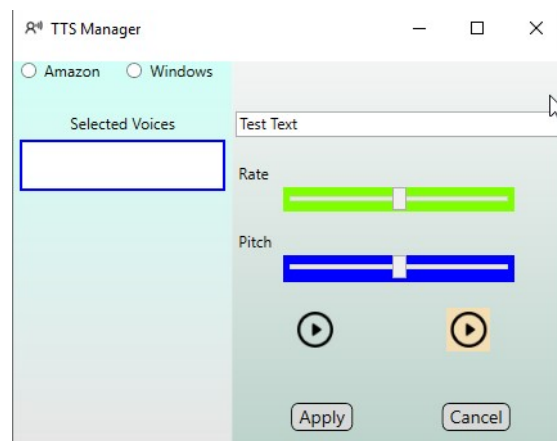 TTS Manager
Amazon Windows
Selected Voices
Test Text
Rate
Pitch
Apply Cancel